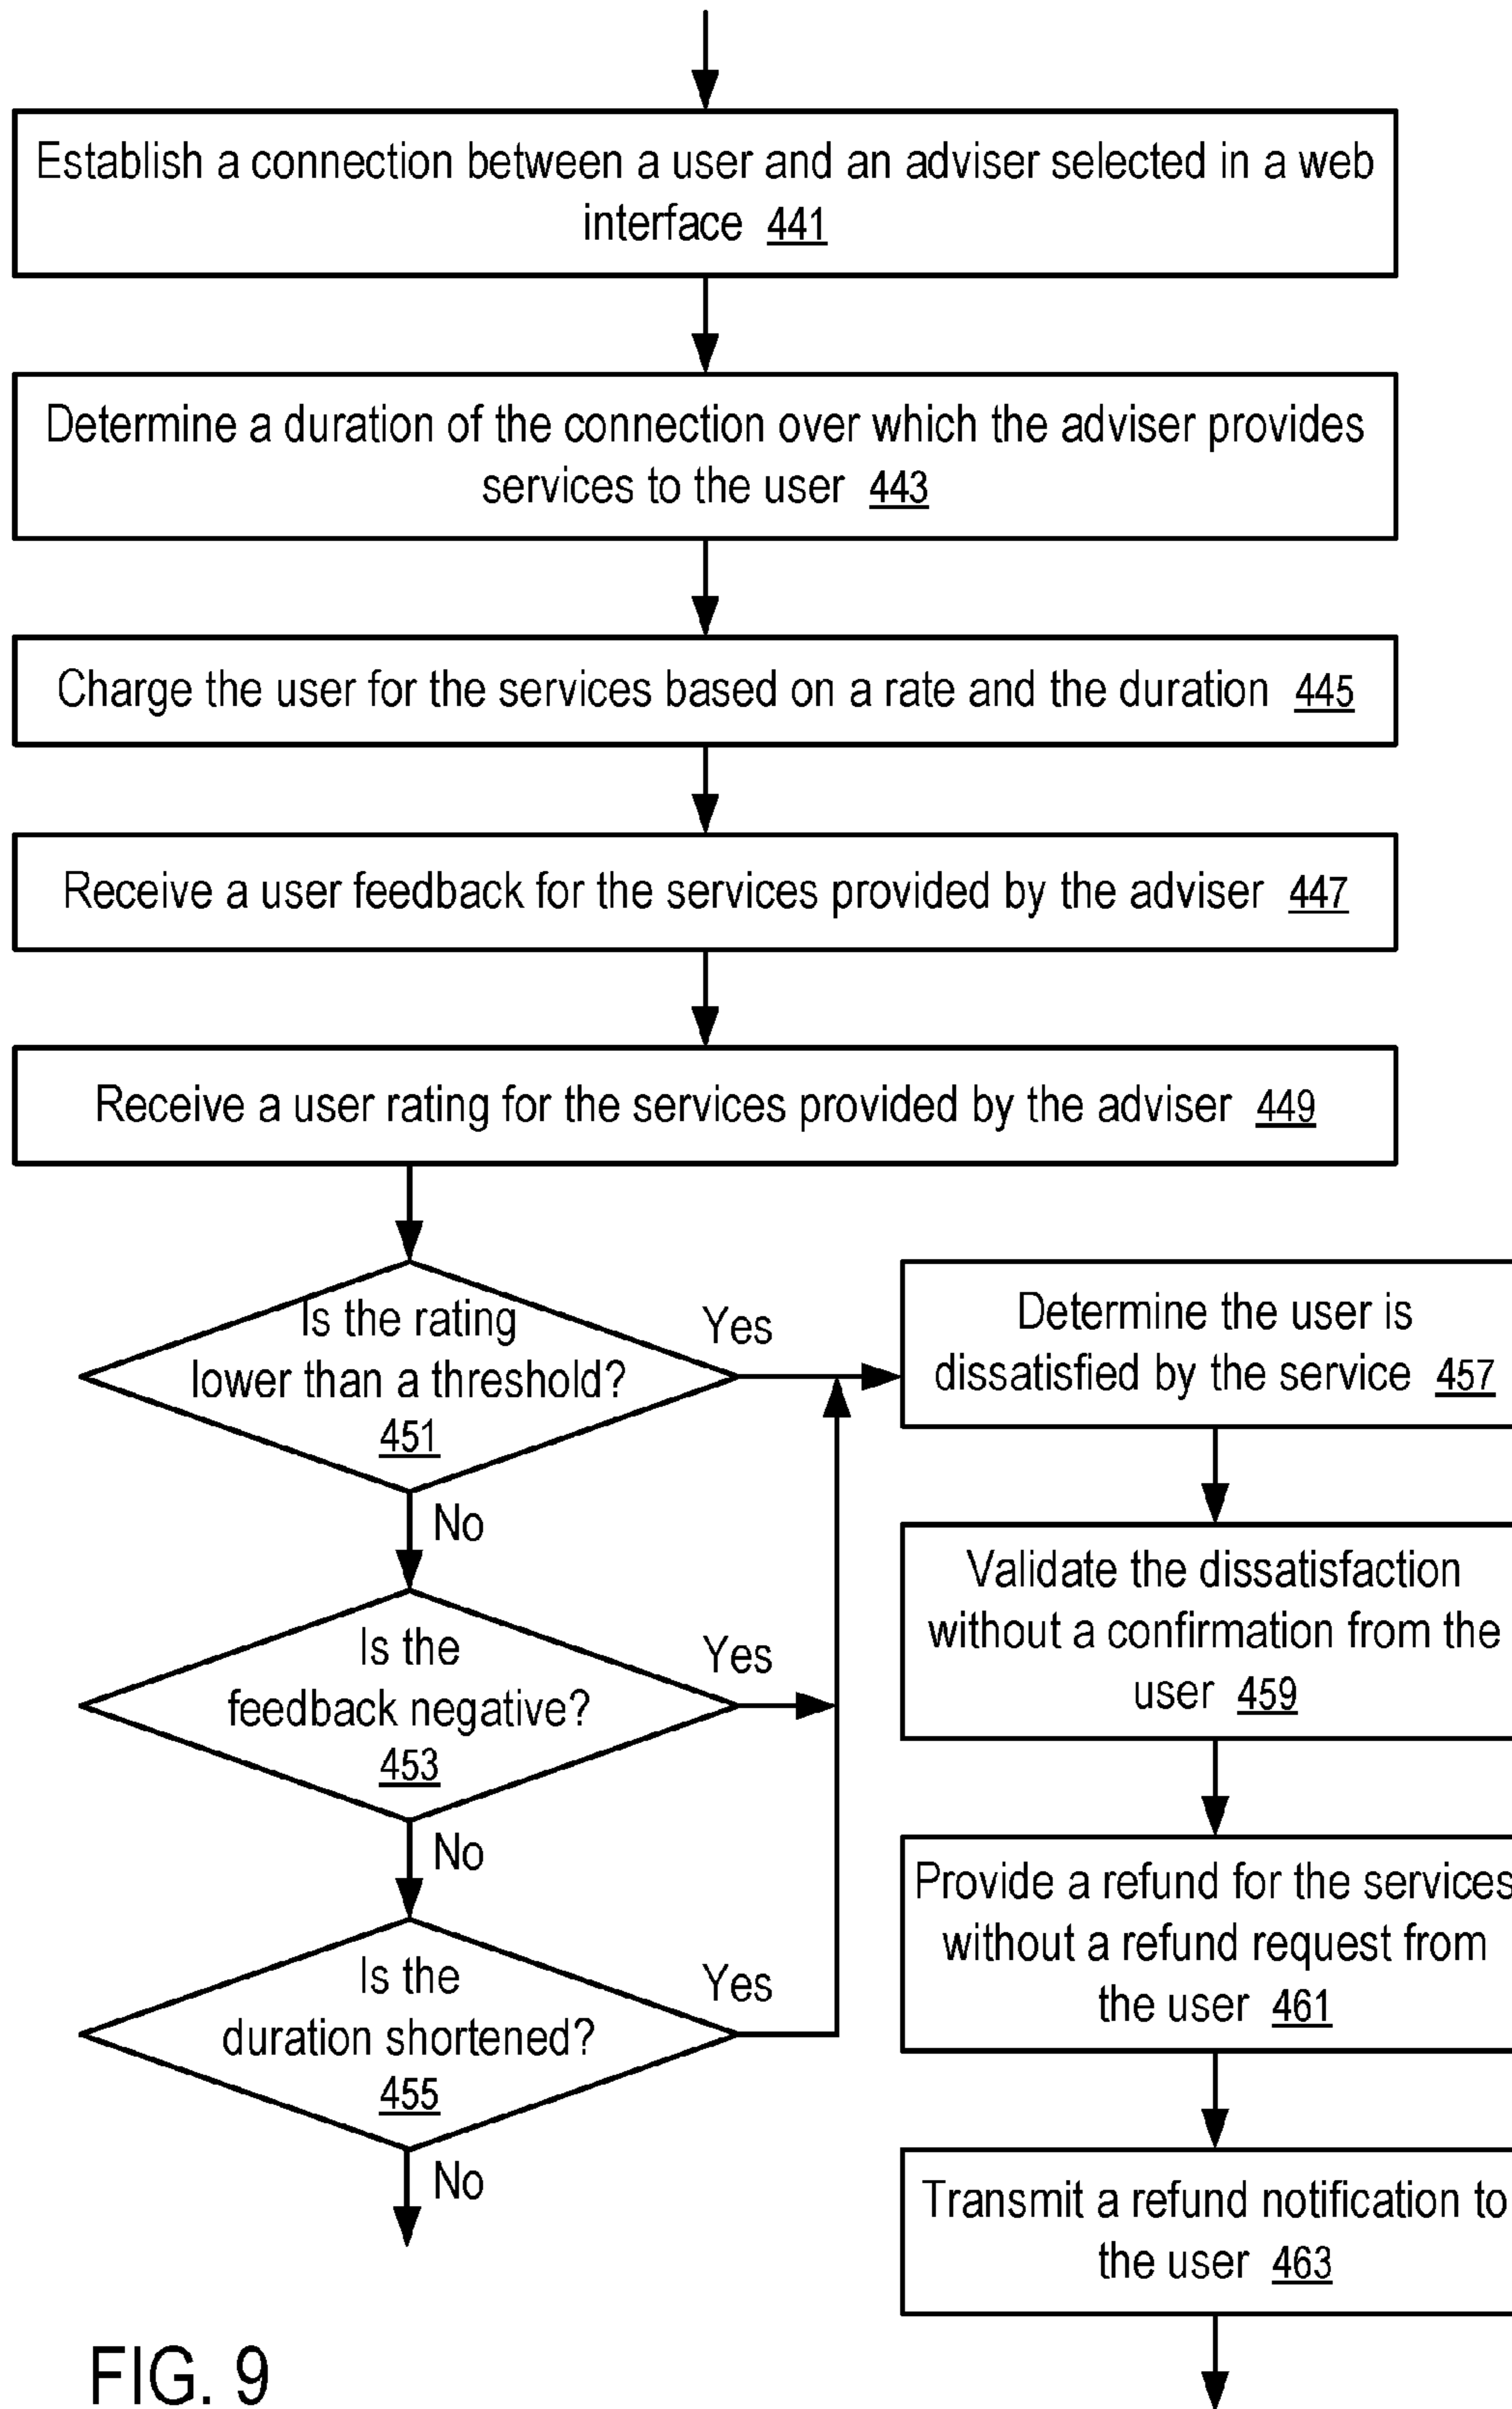 Establish a connection between a user and an adviser selected in a web
interface 441
Determine a duration of the connection over which the adviser provides
services to the user 443
Charge the user for the services based on a rate and the duration 445
Receive a user feedback for the services provided by the adviser 447
Receive a user rating for the services provided by the adviser 449
Is the rating
lower than a threshold?
451
Yes
No
Is the
feedback negative?
453
Yes
No
Is the
duration shortened?
455
Yes
No
Determine the user is
dissatisfied by the service 457
Validate the dissatisfaction
without a confirmation from the
user 459
Provide a refund for the services
without a refund request from
the user 461
Transmit a refund notification to
the user 463
FIG. 9